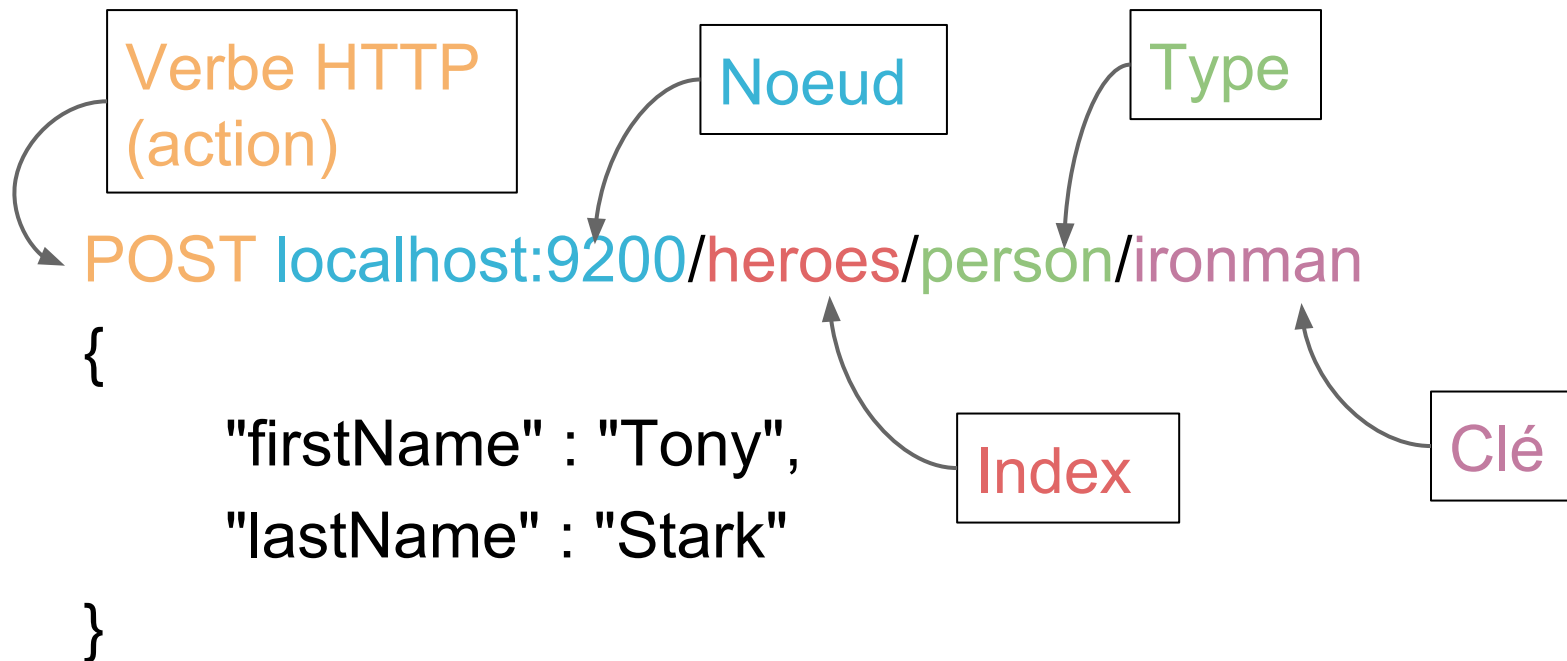 Verbe HTTP
(action)
Noeud
Type
POST localhost:9200/heroes/person/ironman
{
"firstName" : "Tony",
"lastName" : "Stark"
}
Index
Clé